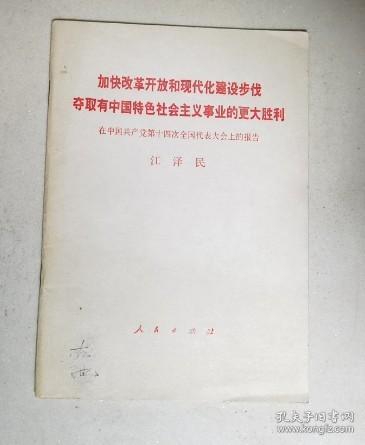 加快改革开放和现代化建设步伐
夺取有中国特色社会主义事业的更大胜利
在中国共产党第十四次全国代表大会上的报告
江泽民
人民出版社
孔夫子旧书网
www.kongfz.com